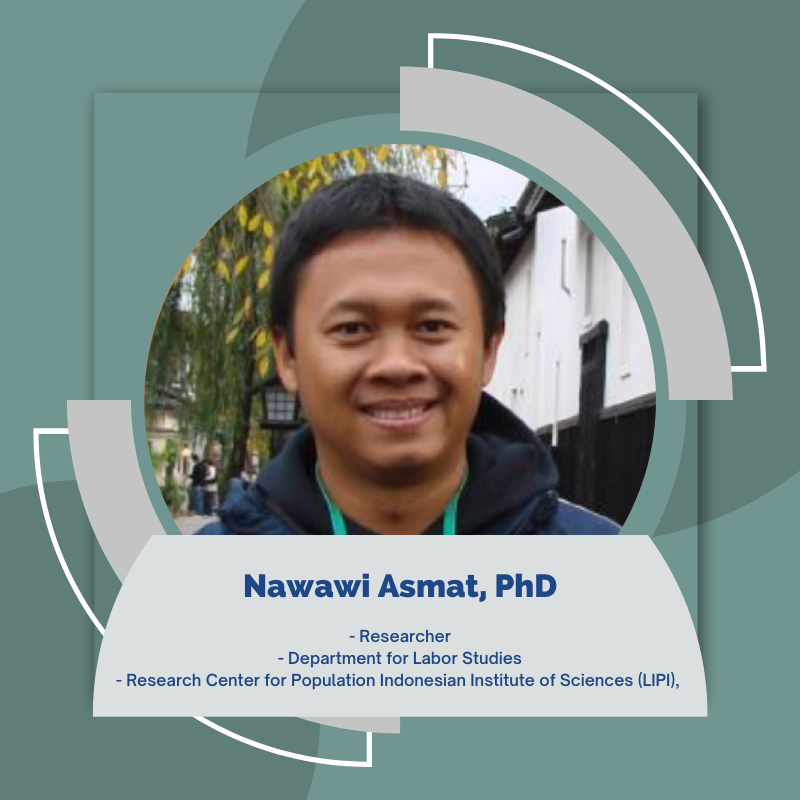 Nawawi Asmat, PhD
- Researcher
- Department for Labor Studies
- Research Center for Population Indonesian Institute of Sciences (LIPI),